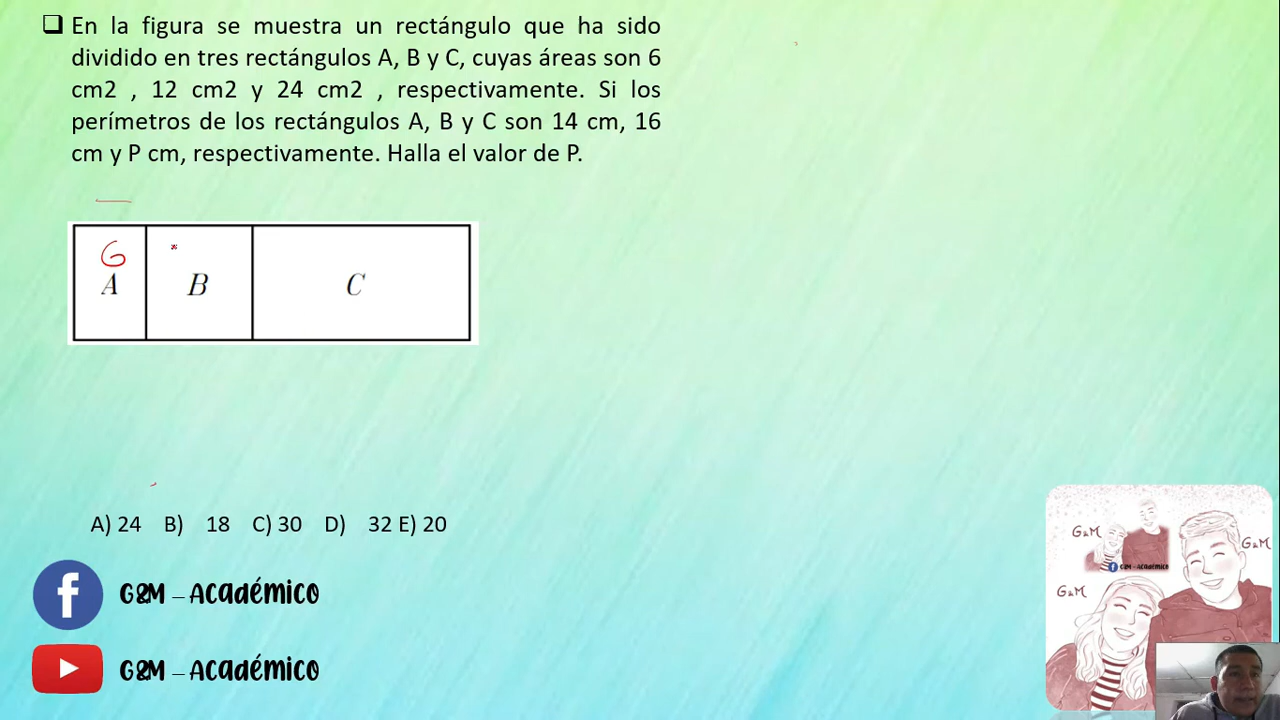 ❑ En la figura se muestra un rectángulo que ha sido
dividido en tres rectángulos A, B y C, cuyas áreas son 6
cm2 , 12 cm2 y 24 cm2 , respectivamente. Si los
perímetros de los rectángulos A, B y C son 14 cm, 16
cm y P cm, respectivamente. Halla el valor de P.
6
A B C
A) 24 B) 18 C) 30 D) 32 E) 20
G&M – Académico
G&M – Académico
G&M
G&M
G&M – Académico
G&M